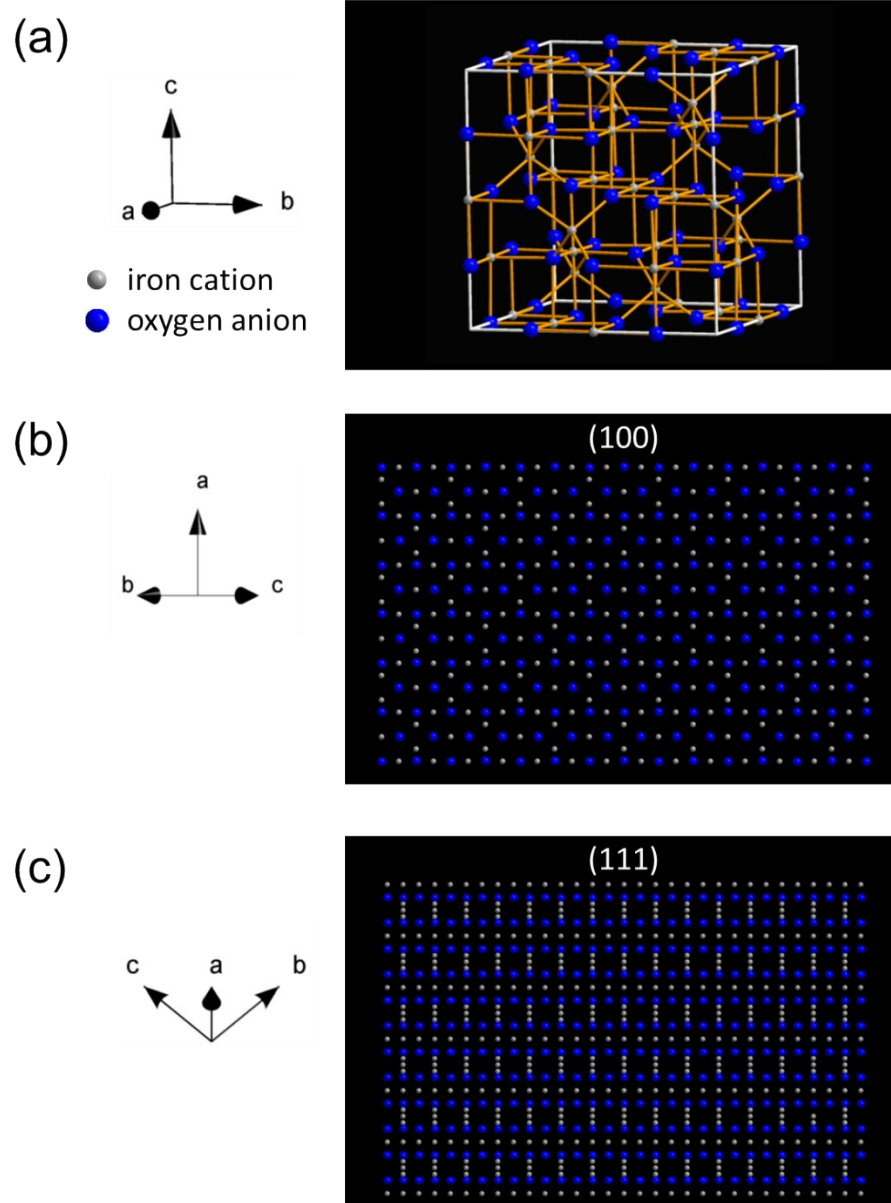 (a)
c
a
b
iron cation
oxygen anion
(b)
(100)
a
b
c
(c)
(111)
c
a
b